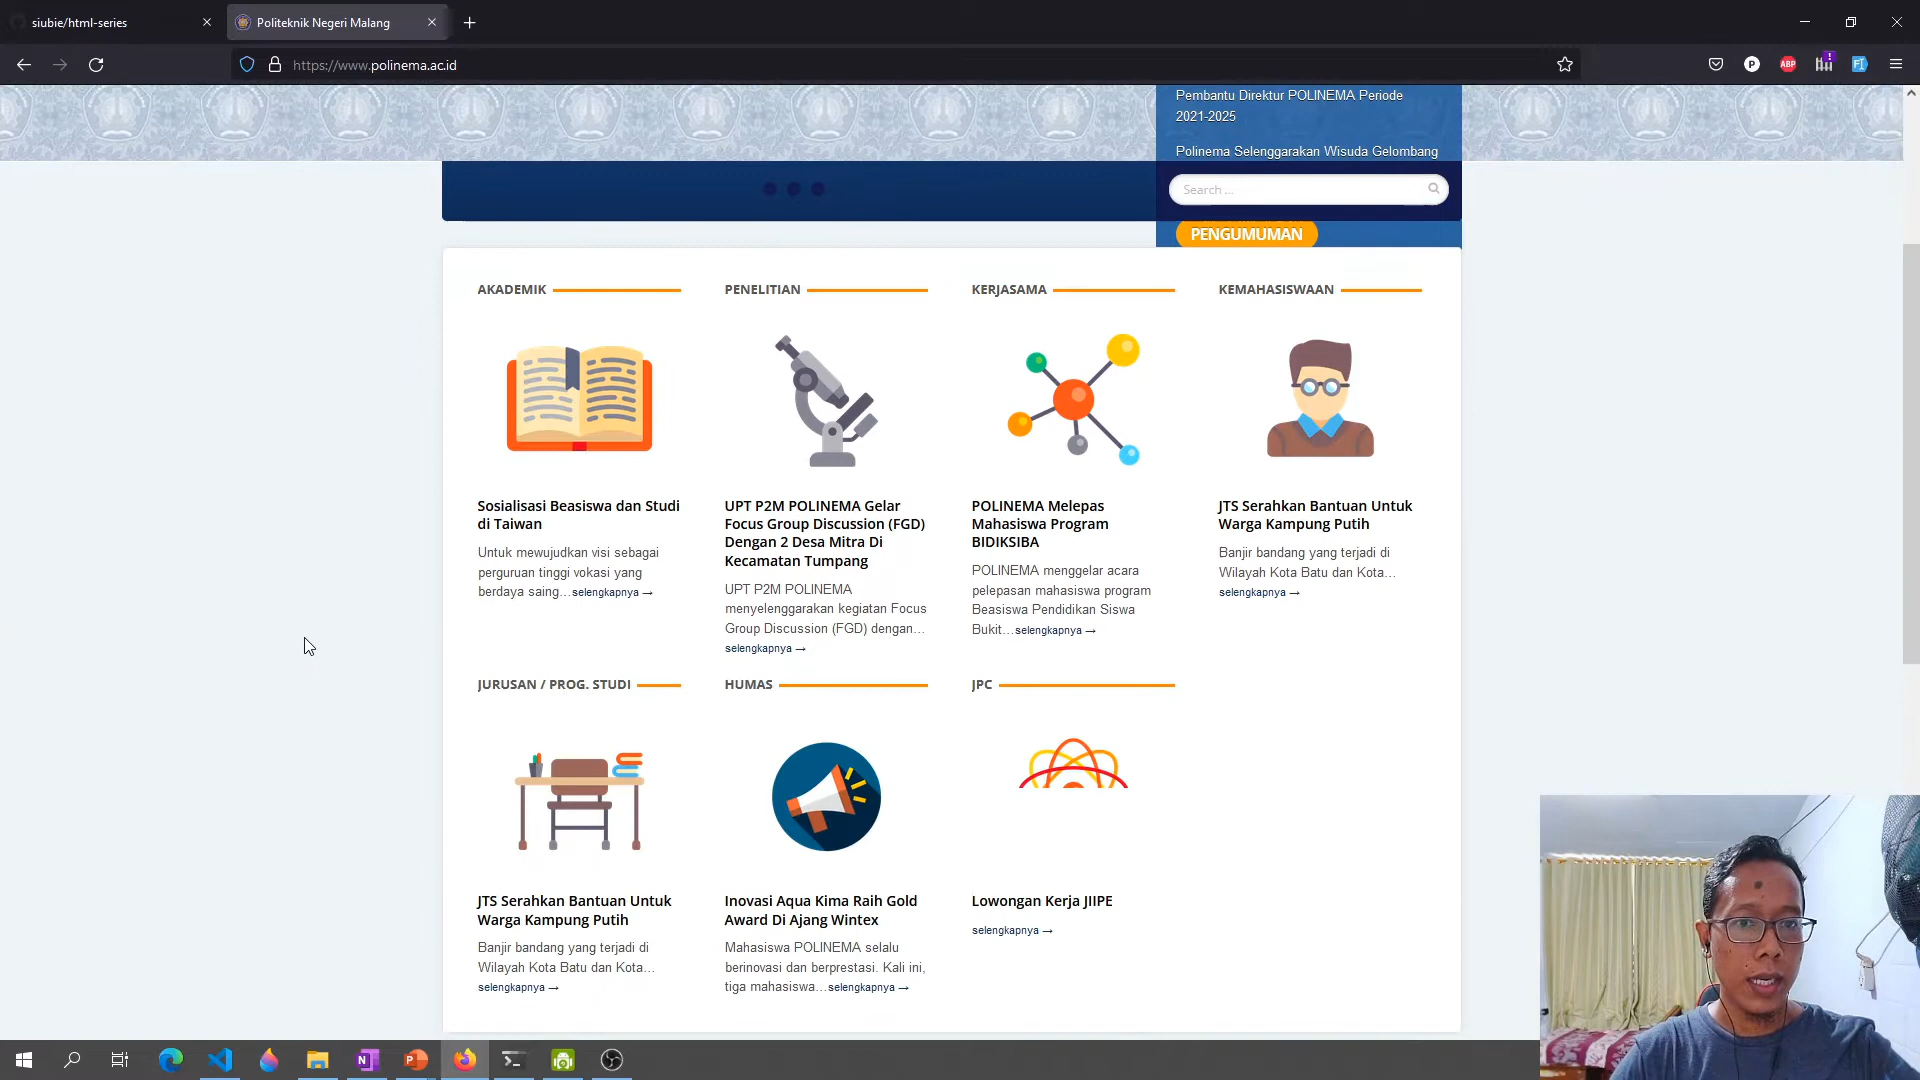 siubie/html-series
Politeknik Negeri Malang
https://www.polinema.ac.id
P
ABP
!
FI
Pembantu Direktur POLINEMA Periode
2021-2025
Polinema Selenggarakan Wisuda Gelombang
Search ...
PENGUMUMAN
AKADEMIK
PENELITIAN
KERJASAMA
KEMAHASISWAAN
Sosialisasi Beasiswa dan Studi
di Taiwan
Untuk mewujudkan visi sebagai
perguruan tinggi vokasi yang
berdaya saing…selengkapnya →
UPT P2M POLINEMA Gelar
Focus Group Discussion (FGD)
Dengan 2 Desa Mitra Di
Kecamatan Tumpang
UPT P2M POLINEMA
menyelenggarakan kegiatan Focus
Group Discussion (FGD) dengan…
selengkapnya →
POLINEMA Melepas
Mahasiswa Program
BIDIKSIBA
POLINEMA menggelar acara
pelepasan mahasiswa program
Beasiswa Pendidikan Siswa
Bukit…selengkapnya →
JTS Serahkan Bantuan Untuk
Warga Kampung Putih
Banjir bandang yang terjadi di
Wilayah Kota Batu dan Kota…
selengkapnya →
JURUSAN / PROG. STUDI
HUMAS
JPC
JTS Serahkan Bantuan Untuk
Warga Kampung Putih
Banjir bandang yang terjadi di
Wilayah Kota Batu dan Kota…
selengkapnya →
Inovasi Aqua Kima Raih Gold
Award Di Ajang Wintex
Mahasiswa POLINEMA selalu
berinovasi dan berprestasi. Kali ini,
tiga mahasiswa…selengkapnya →
Lowongan Kerja JIIPE
selengkapnya →
N
P